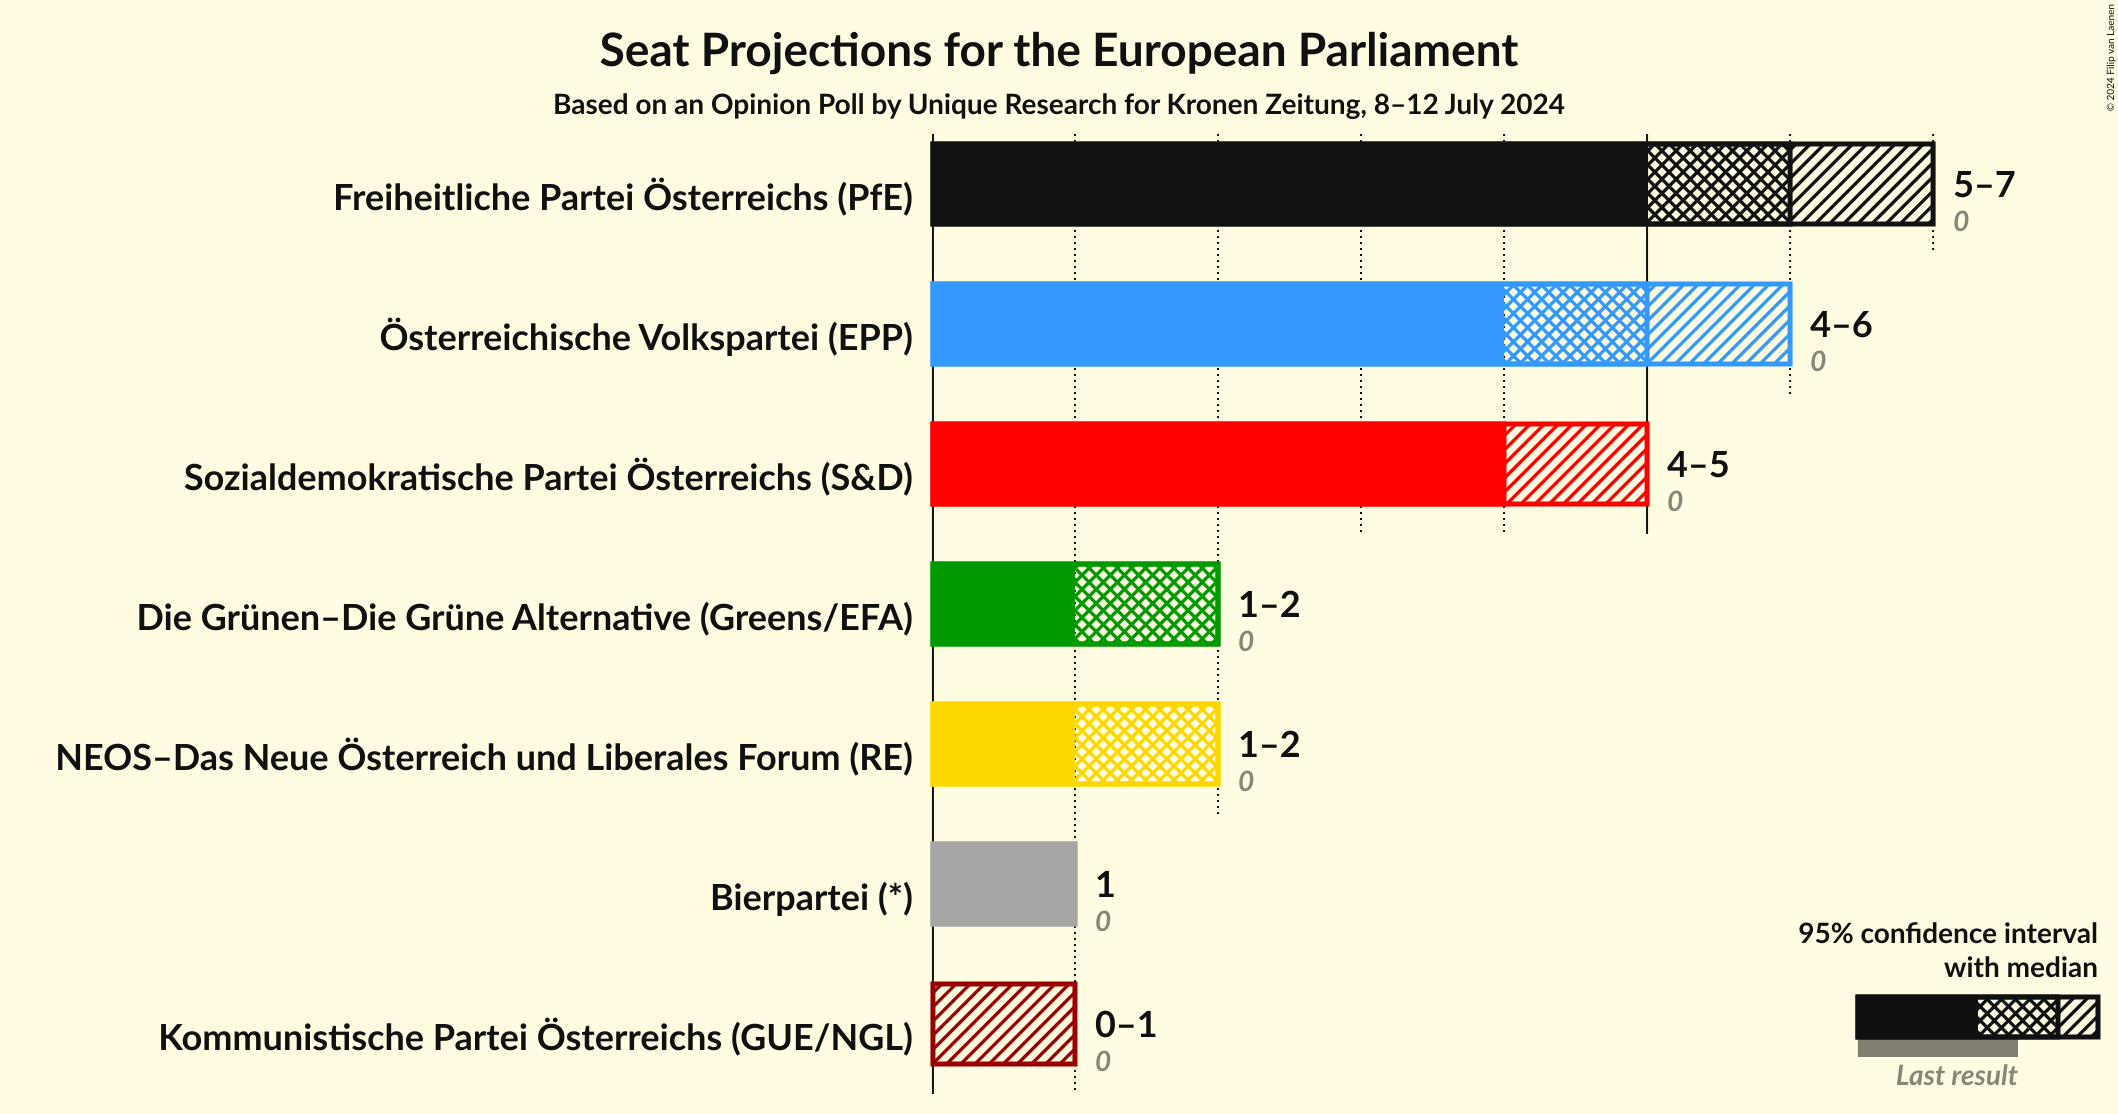 Seat Projections for the European Parliament
Based on an Opinion Poll by Unique Research for Kronen Zeitung, 8–12 July 2024
© 2024 Filip van Laenen
Freiheitliche Partei Österreichs (PfE)
5–7
0
Österreichische Volkspartei (EPP)
4–6
0
Sozialdemokratische Partei Österreichs (S&D)
4–5
0
Die Grünen–Die Grüne Alternative (Greens/EFA)
1–2
0
NEOS–Das Neue Österreich und Liberales Forum (RE)
1–2
0
Bierpartei (*)
1
0
Kommunistische Partei Österreichs (GUE/NGL)
0–1
0
95% confidence interval
with median
Last result